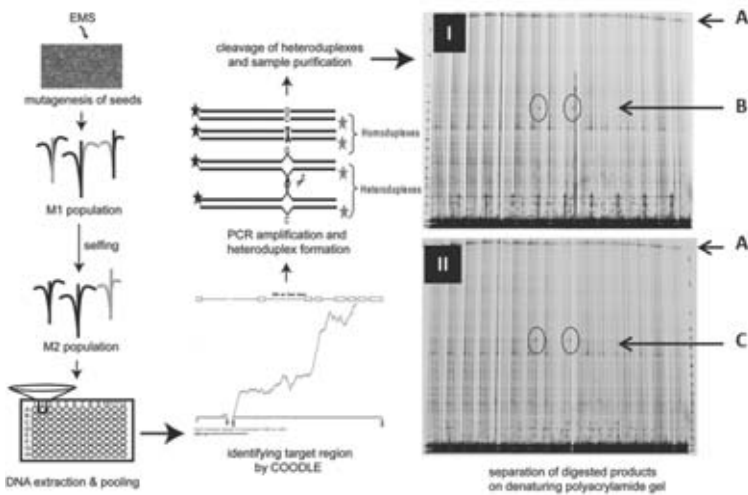 EMS
mutagenesis of seeds
M1 population
selfing
M2 population
DNA extraction & pooling
cleavage of heteroduplexes
and sample purification
Homoduplexes
Heteroduplexes
PCR amplification and
heteroduplex formation
identifying target region
by COODLE
I
A
B
II
A
C
separation of digested products
on denaturing polyacrylamide gel